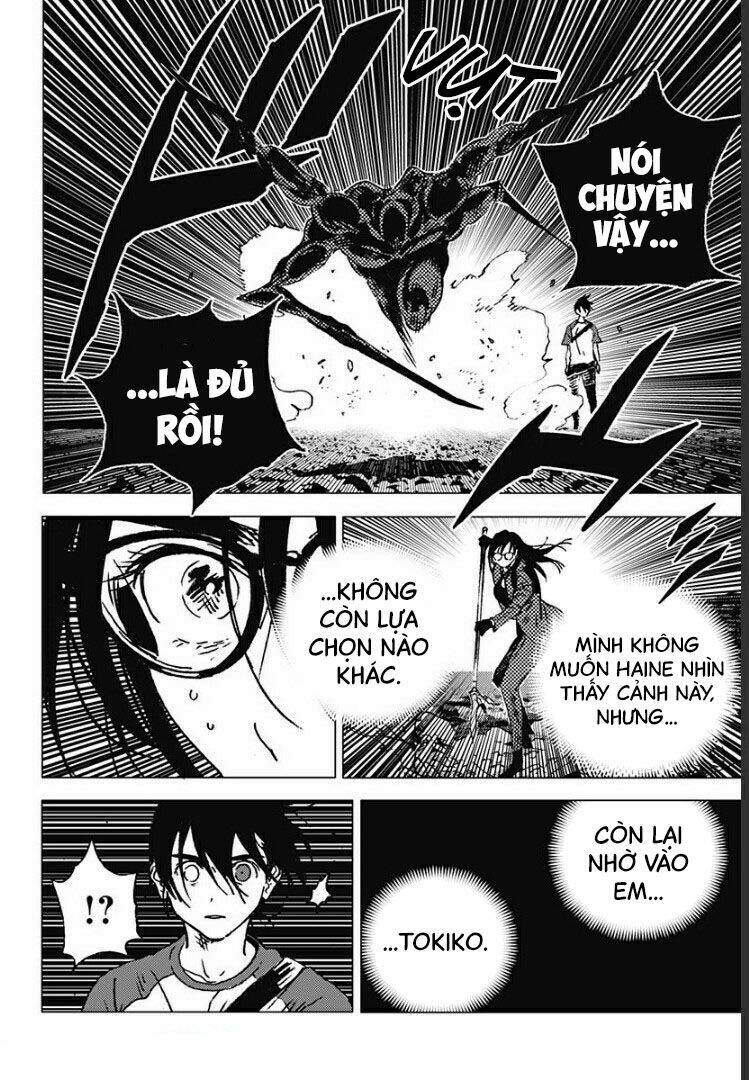 VỤT
NÓI
CHUYỆN
VẬY...
...LÀ ĐỦ
RỒI!
MÌNH KHÔNG
MUỐN HAINE NHÌN
THẤY CẢNH NÀY,
NHƯNG...
...KHÔNG
CÒN LỰA
CHỌN NÀO
KHÁC.
CÒN LẠI
NHỜ VÀO
EM...
...TOKIKO.
!?